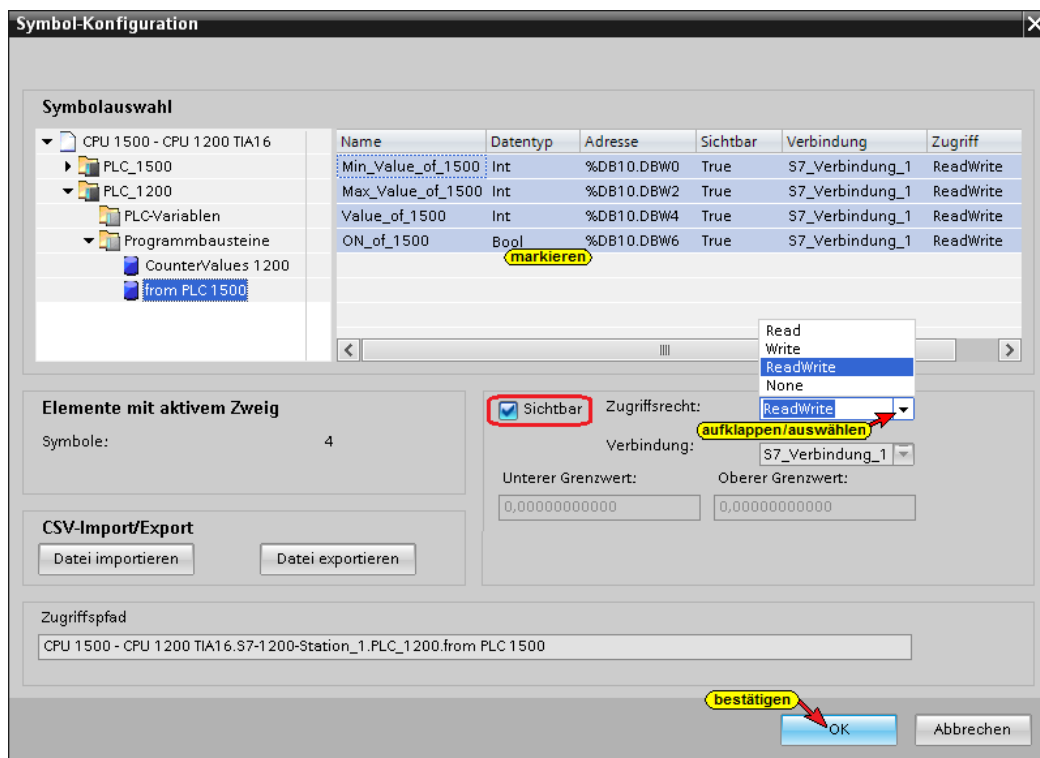 Symbol-Konfiguration
Symbolauswahl
CPU 1500 - CPU 1200 TIA16
PLC_1500
PLC_1200
PLC-Variablen
Programmbausteine
CounterValues 1200
from PLC 1500
Name Datentyp Adresse Sichtbar Verbindung Zugriff
Min_Value_of_1500 Int %DB10.DBW0 True S7_Verbindung_1 ReadWrite
Max_Value_of_1500 Int %DB10.DBW2 True S7_Verbindung_1 ReadWrite
Value_of_1500 Int %DB10.DBW4 True S7_Verbindung_1 ReadWrite
ON_of_1500 Bool %DB10.DBW6 True S7_Verbindung_1 ReadWrite
markieren
Read
Write
ReadWrite
None
Elemente mit aktivem Zweig
Symbole: 4
Sichtbar Zugriffsrecht: ReadWrite
aufklappen/auswählen
Verbindung: S7_Verbindung_1
Unterer Grenzwert: Oberer Grenzwert:
0,00000000000 0,00000000000
CSV-Import/Export
Datei importieren Datei exportieren
Zugriffspfad
CPU 1500 - CPU 1200 TIA16.S7-1200-Station_1.PLC_1200.from PLC 1500
bestätigen
OK Abbrechen